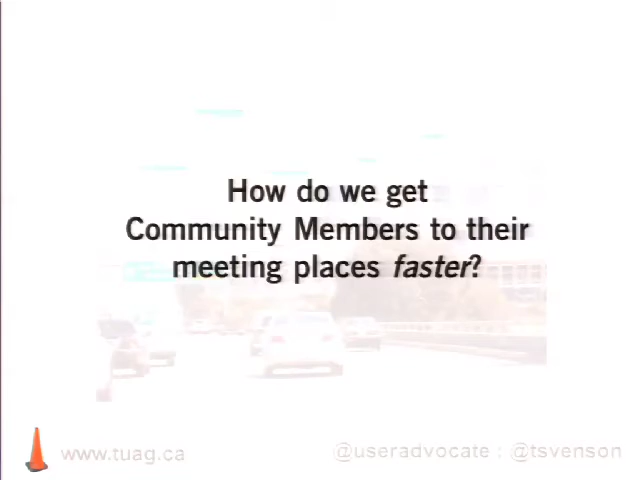 How do we get
Community Members to their
meeting places faster?
www.tuag.ca
@useradvocate : @tsvenson